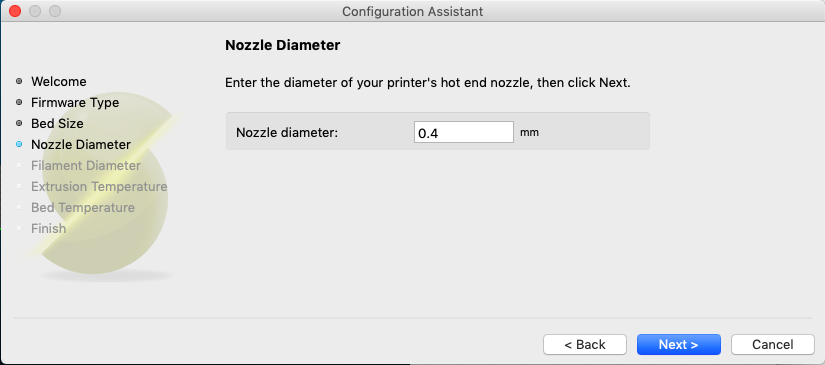 Configuration Assistant
Nozzle Diameter
Enter the diameter of your printer's hot end nozzle, then click Next.
Nozzle diameter: 0.4 mm
Welcome
Firmware Type
Bed Size
Nozzle Diameter
Filament Diameter
Extrusion Temperature
Bed Temperature
Finish
< Back Next > Cancel